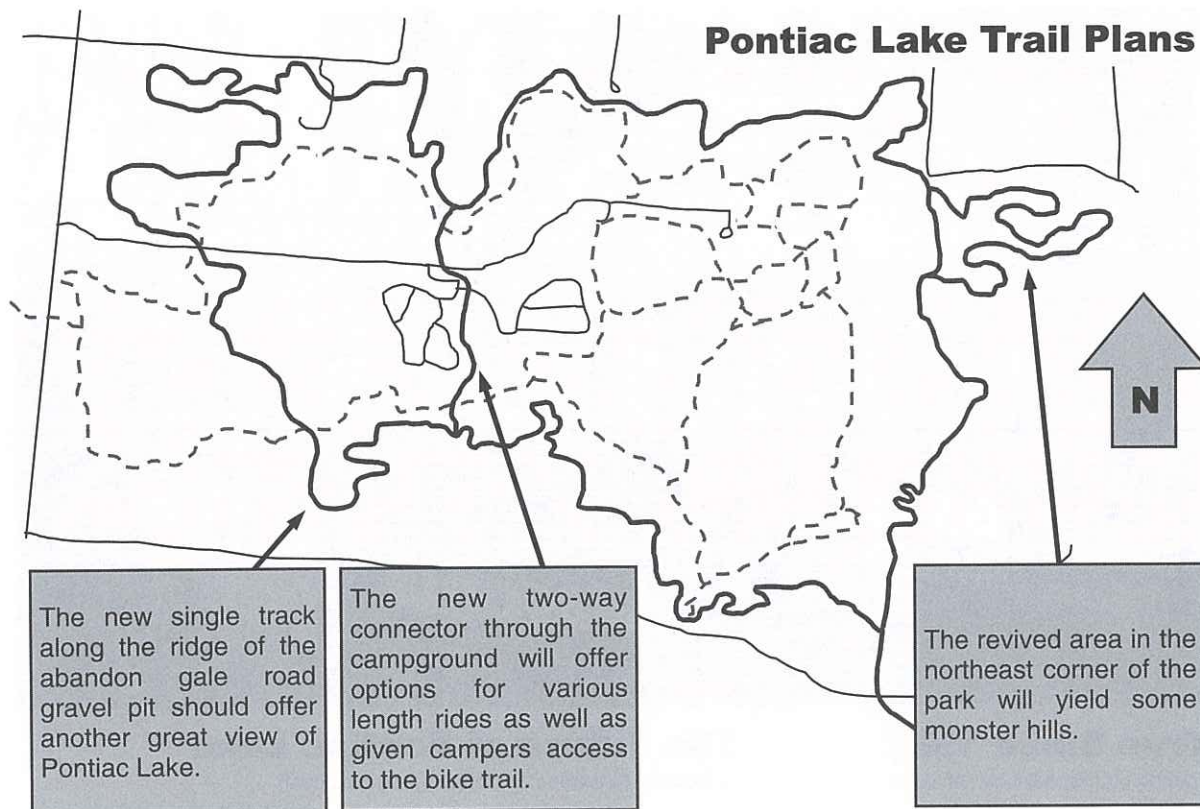 Pontiac Lake Trail Plans
N
The new single track
along the ridge of the
abandon gale road
gravel pit should offer
another great view of
Pontiac Lake.
The new two-way
connector through the
campground will offer
options for various
length rides as well as
given campers access
to the bike trail.
The revived area in the
northeast corner of the
park will yield some
monster hills.